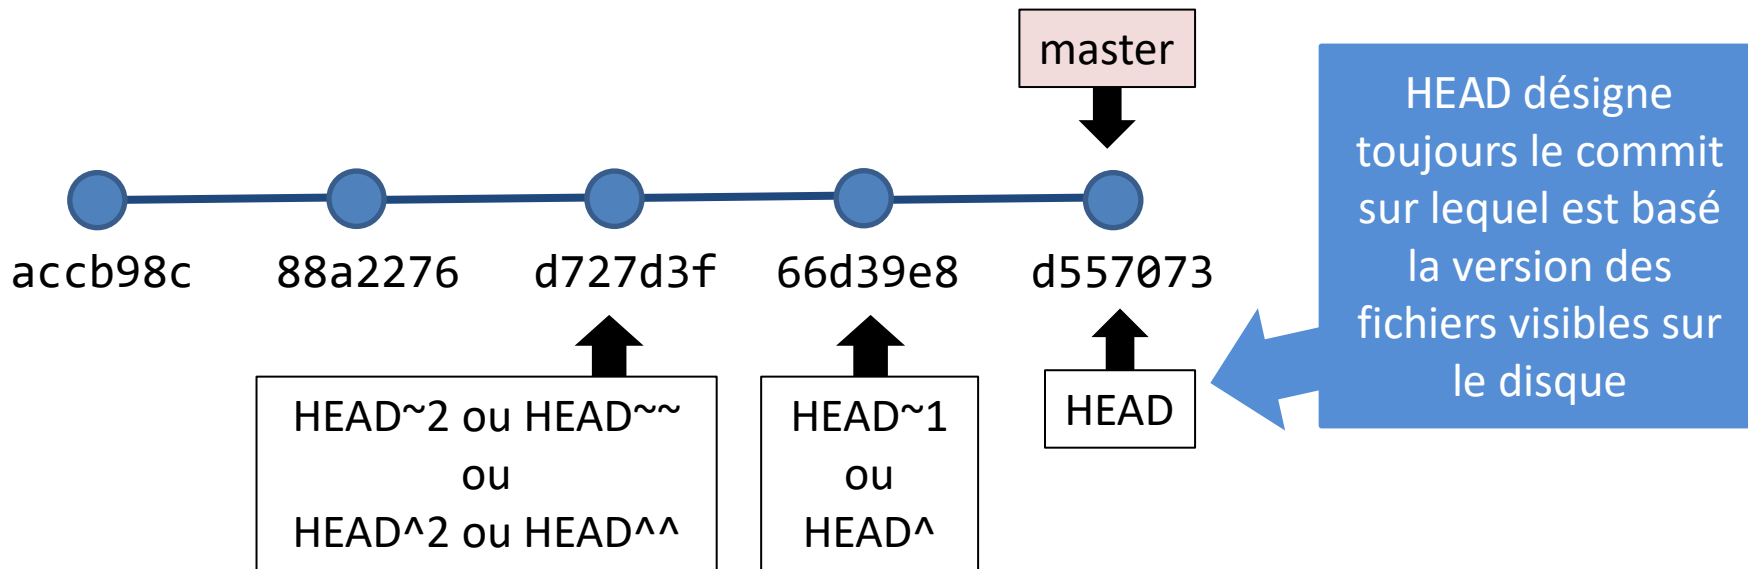 master
HEAD désigne
toujours le commit
sur lequel est basé
la version des
fichiers visibles sur
le disque
accb98c
88a2276
d727d3f
66d39e8
d557073
HEAD~2 ou HEAD~~
ou
HEAD^2 ou HEAD^^
HEAD~1
ou
HEAD^
HEAD